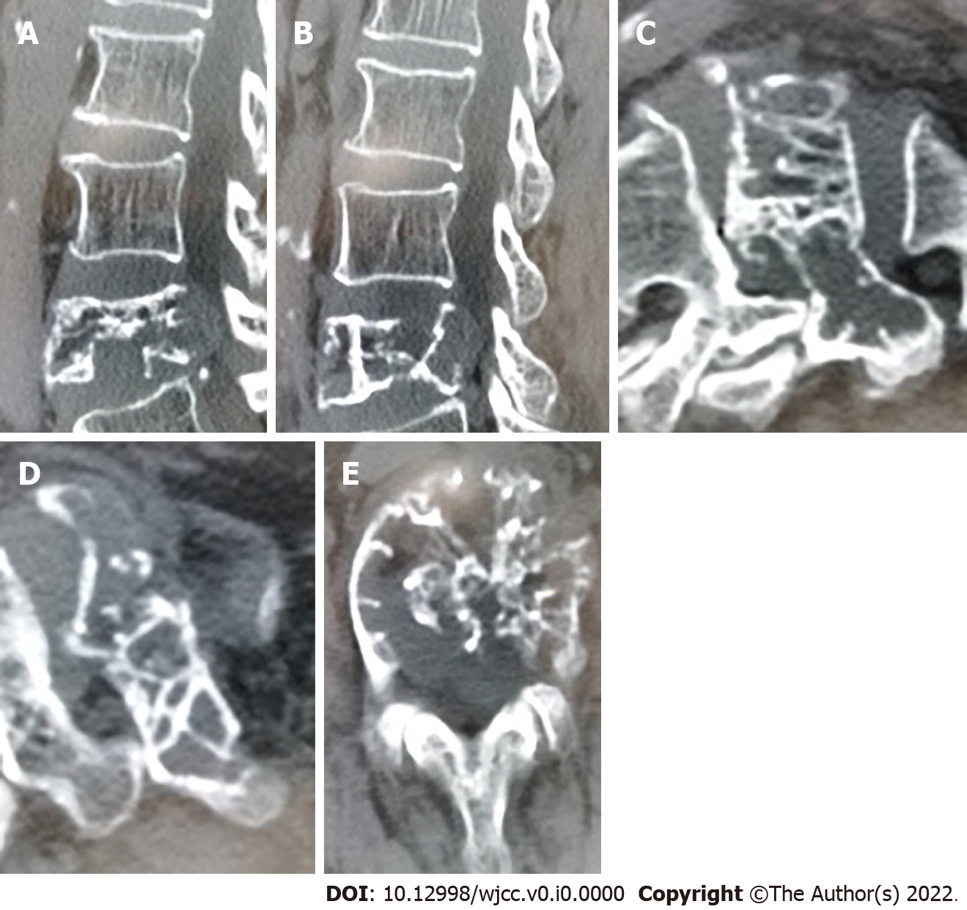 A B C
D E
DOI: 10.12998/wjcc.v0.i0.0000 Copyright ©The Author(s) 2022.